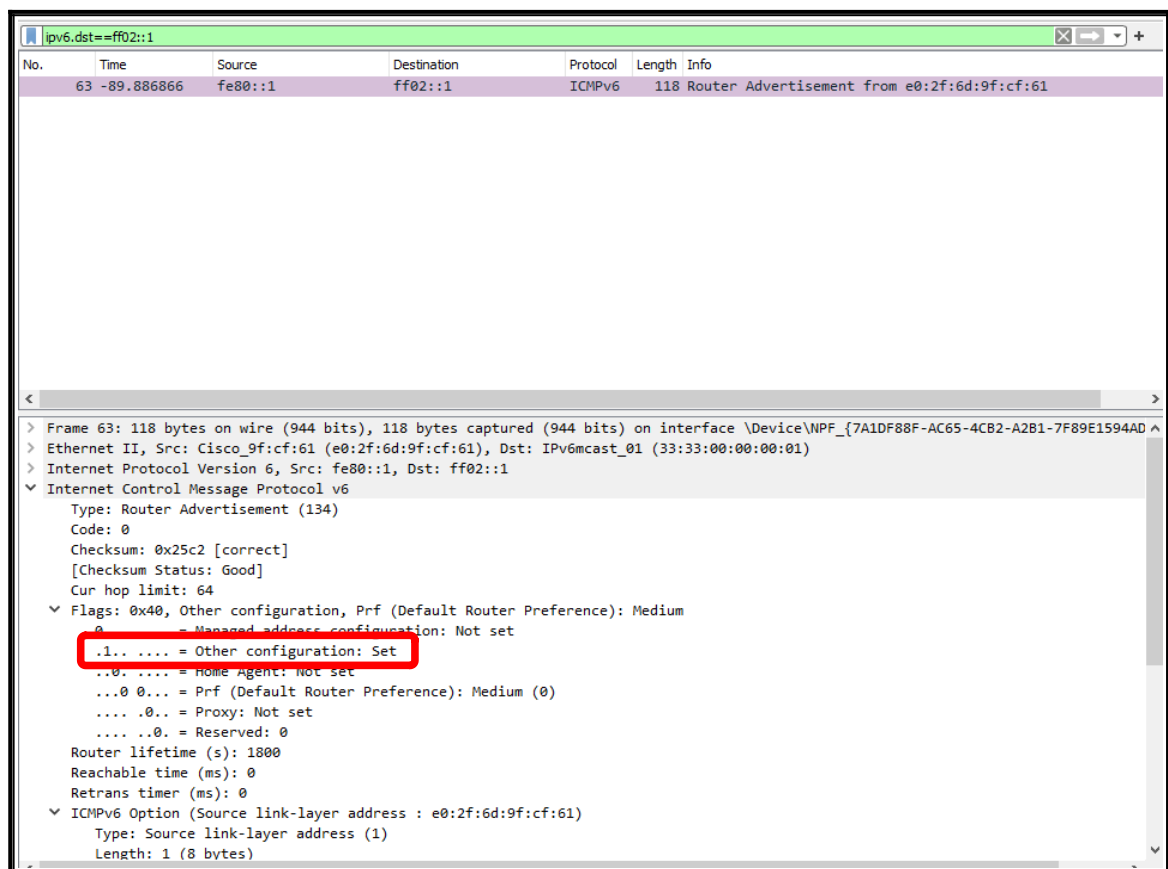 ipv6.dst==ff02::1
No. Time Source Destination Protocol Length Info
63 -89.886866 fe80::1 ff02::1 ICMPv6 118 Router Advertisement from e0:2f:6d:9f:cf:61
Frame 63: 118 bytes on wire (944 bits), 118 bytes captured (944 bits) on interface \Device\NPF_{7A1DF88F-AC65-4CB2-A2B1-7F89E1594AD
Ethernet II, Src: Cisco_9f:cf:61 (e0:2f:6d:9f:cf:61), Dst: IPv6mcast_01 (33:33:00:00:00:01)
Internet Protocol Version 6, Src: fe80::1, Dst: ff02::1
Internet Control Message Protocol v6
Type: Router Advertisement (134)
Code: 0
Checksum: 0x25c2 [correct]
[Checksum Status: Good]
Cur hop limit: 64
Flags: 0x40, Other configuration, Prf (Default Router Preference): Medium
0... .... = Managed address configuration: Not set
.1.. .... = Other configuration: Set
..0. .... = Home Agent: Not set
...0 0... = Prf (Default Router Preference): Medium (0)
.... .0.. = Proxy: Not set
.... ..0. = Reserved: 0
Router lifetime (s): 1800
Reachable time (ms): 0
Retrans timer (ms): 0
ICMPv6 Option (Source link-layer address : e0:2f:6d:9f:cf:61)
Type: Source link-layer address (1)
Length: 1 (8 bytes)